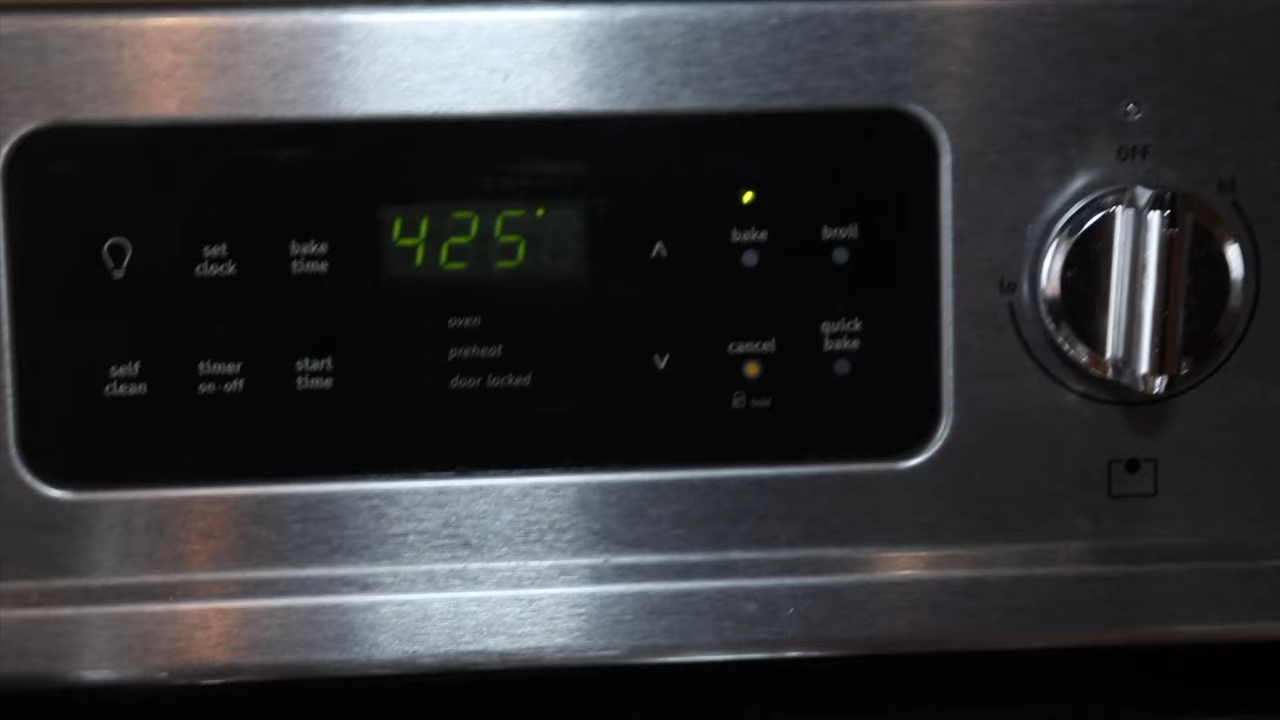 425°
set
clock
bake
time
bake
broil
oven
preheat
door locked
self
clean
timer
on·off
start
time
cancel
quick
bake
hold
OFF
HI
Lo